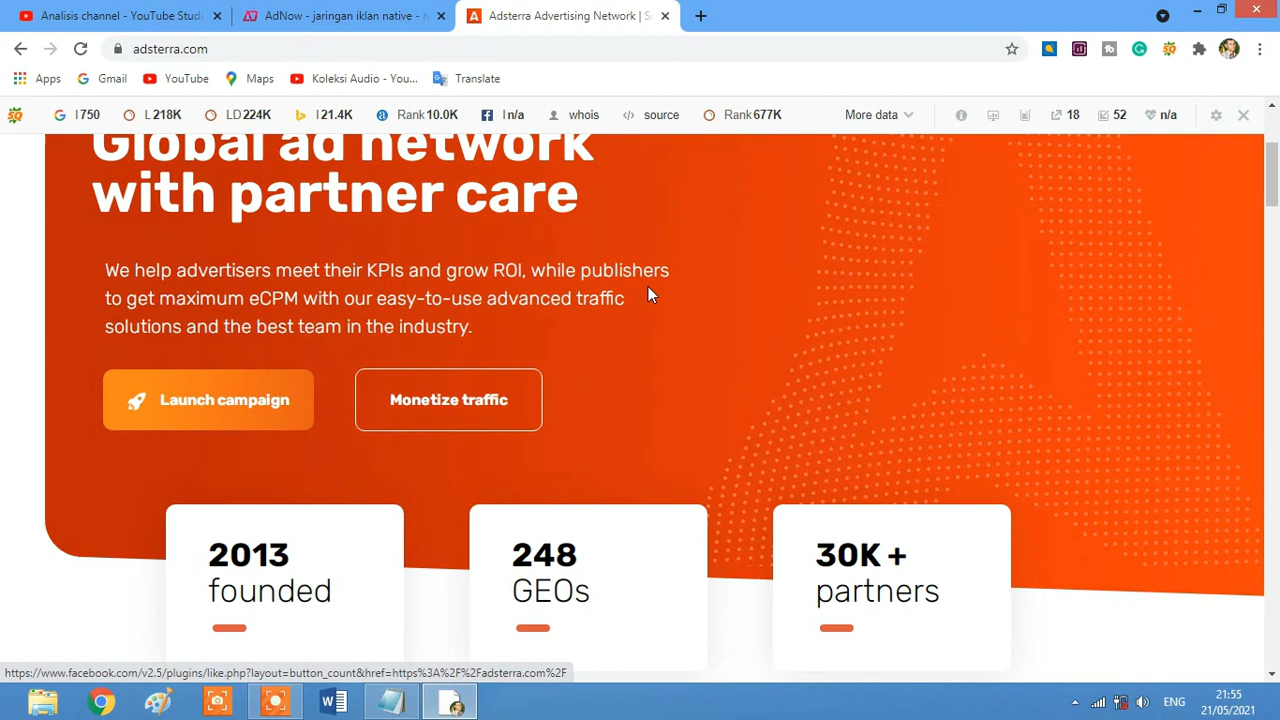 Analisis channel - YouTube Studi
AdNow - jaringan iklan native - n
Adsterra Advertising Network | S
adsterra.com
Apps
Gmail
YouTube
Maps
Koleksi Audio - You...
Translate
I 750
L 218K
LD 224K
I 21.4K
Rank 10.0K
I n/a
whois
source
Rank 677K
More data
18
52
n/a
Global ad network
with partner care
We help advertisers meet their KPIs and grow ROI, while publishers
to get maximum eCPM with our easy-to-use advanced traffic
solutions and the best team in the industry.
Launch campaign
Monetize traffic
2013
founded
248
GEOs
30K +
partners
https://www.facebook.com/v2.5/plugins/like.php?layout=button_count&href=https%3A%2F%2Fadsterra.com%2F
ENG
21:55
21/05/2021